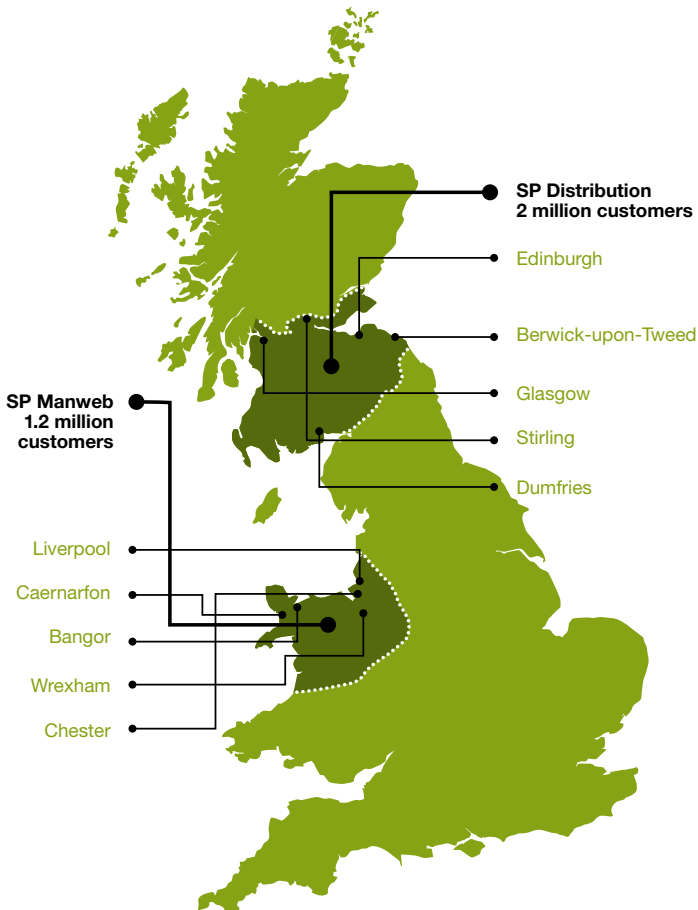 SP Distribution
2 million customers
Edinburgh
Berwick-upon-Tweed
Glasgow
Stirling
Dumfries
SP Manweb
1.2 million
customers
Liverpool
Caernarfon
Bangor
Wrexham
Chester